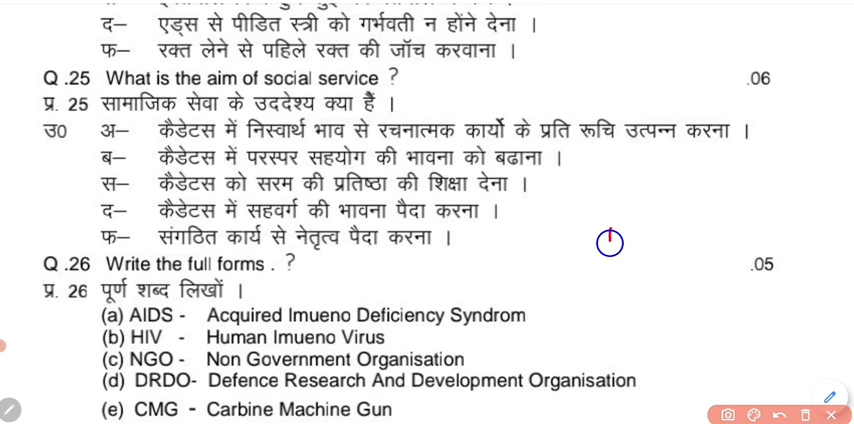 द– एड्स से पीडित स्त्री को गर्भवती न होंने देना ।
फ– रक्त लेने से पहिले रक्त की जॉच करवाना ।
Q .25 What is the aim of social service ? .06
प्र. 25 सामाजिक सेवा के उददेश्य क्या हैं ।
उ0 अ– कैडेटस में निस्वार्थ भाव से रचनात्मक कार्यो के प्रति रूचि उत्पन्न करना ।
ब– कैडेटस में परस्पर सहयोग की भावना को बढाना ।
स– कैडेटस को सरम की प्रतिष्ठा की शिक्षा देना ।
द– कैडेटस में सहवर्ग की भावना पैदा करना ।
फ– संगठित कार्य से नेतृत्व पैदा करना ।
Q .26 Write the full forms . ? .05
प्र. 26 पूर्ण शब्द लिखों ।
(a) AIDS - Acquired Imueno Deficiency Syndrom
(b) HIV - Human Imueno Virus
(c) NGO - Non Government Organisation
(d) DRDO- Defence Research And Development Organisation
(e) CMG - Carbine Machine Gun